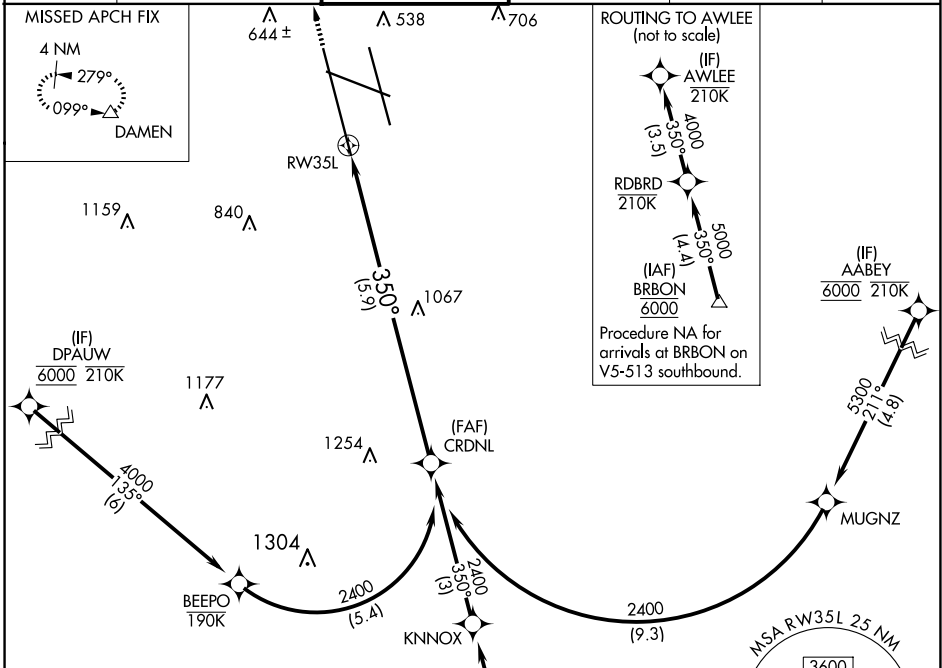 MISSED APCH FIX
4 NM
279°
099°
DAMEN
644 ±
538
706
RW35L
1159
840
350°
(5.9)
1067
ROUTING TO AWLEE
(not to scale)
(IF)
AWLEE
210K
4000
350°
(3.5)
RDBRD
210K
5000
350°
(4.4)
(IAF)
BRBON
6000
Procedure NA for
arrivals at BRBON on
V5-513 southbound.
(IF)
AABEY
6000 210K
5300
211°
(4.8)
MUGNZ
(IF)
DPAUW
6000 210K
1177
4000
135°
(6)
1254
(FAF)
CRDNL
1304
BEEPO
190K
2400
(5.4)
2400
350°
(3)
KNNOX
2400
(9.3)
MSA RW35L 25 NM
3600